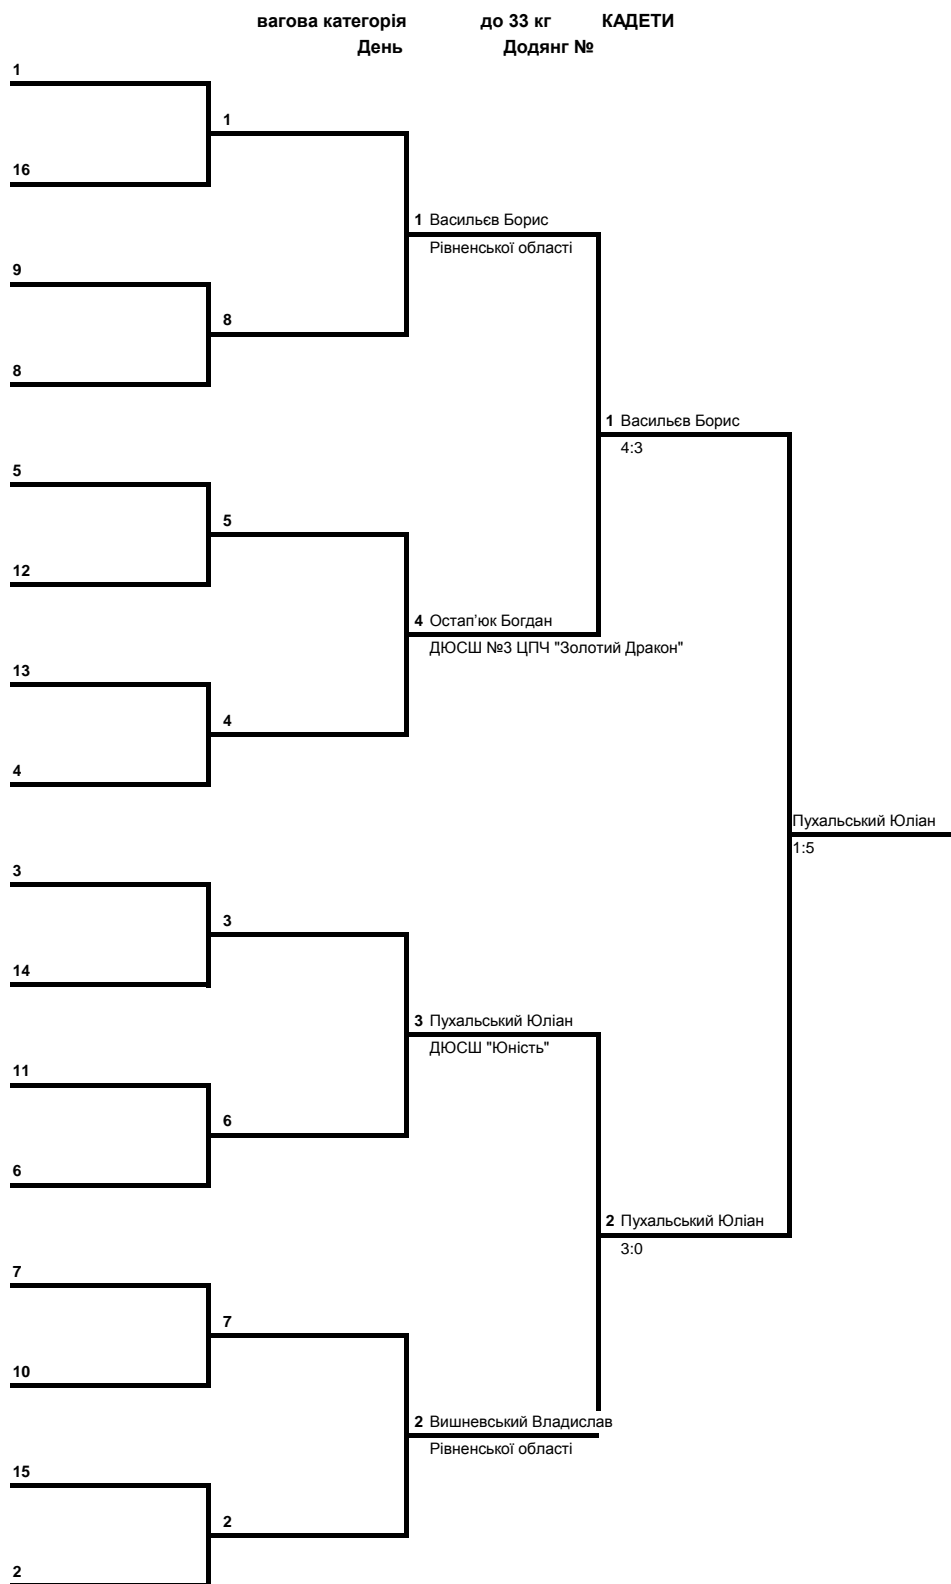 вагова категорія до 33 кг КАДЕТИ
День Додянг №
1
1
16
1 Васильєв Борис
Рівненської області
9
8
8
1 Васильєв Борис
4:3
5
5
12
4 Остап'юк Богдан
ДЮСШ №3 ЦПЧ "Золотий Дракон"
13
4
4
Пухальський Юліан
1:5
3
3
14
3 Пухальський Юліан
ДЮСШ "Юність"
11
6
6
2 Пухальський Юліан
3:0
7
7
10
2 Вишневський Владислав
Рівненської області
15
2
2